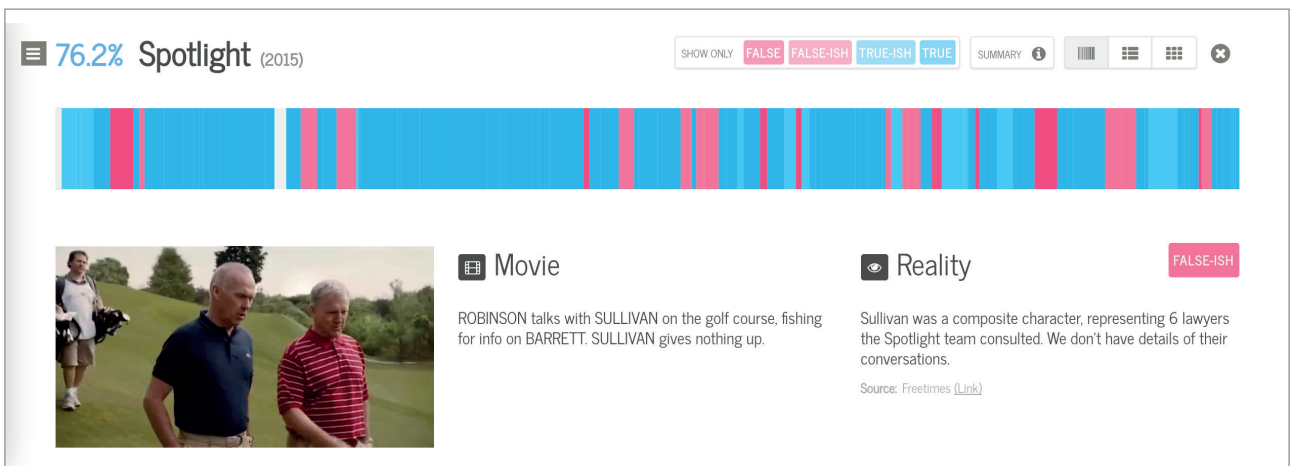 76.2% Spotlight (2015)
SHOW ONLY FALSE FALSE-ISH TRUE-ISH TRUE SUMMARY
Movie
ROBINSON talks with SULLIVAN on the golf course, fishing
for info on BARRETT. SULLIVAN gives nothing up.
Reality
FALSE-ISH
Sullivan was a composite character, representing 6 lawyers
the Spotlight team consulted. We don't have details of their
conversations.
Source: Freetimes (Link)